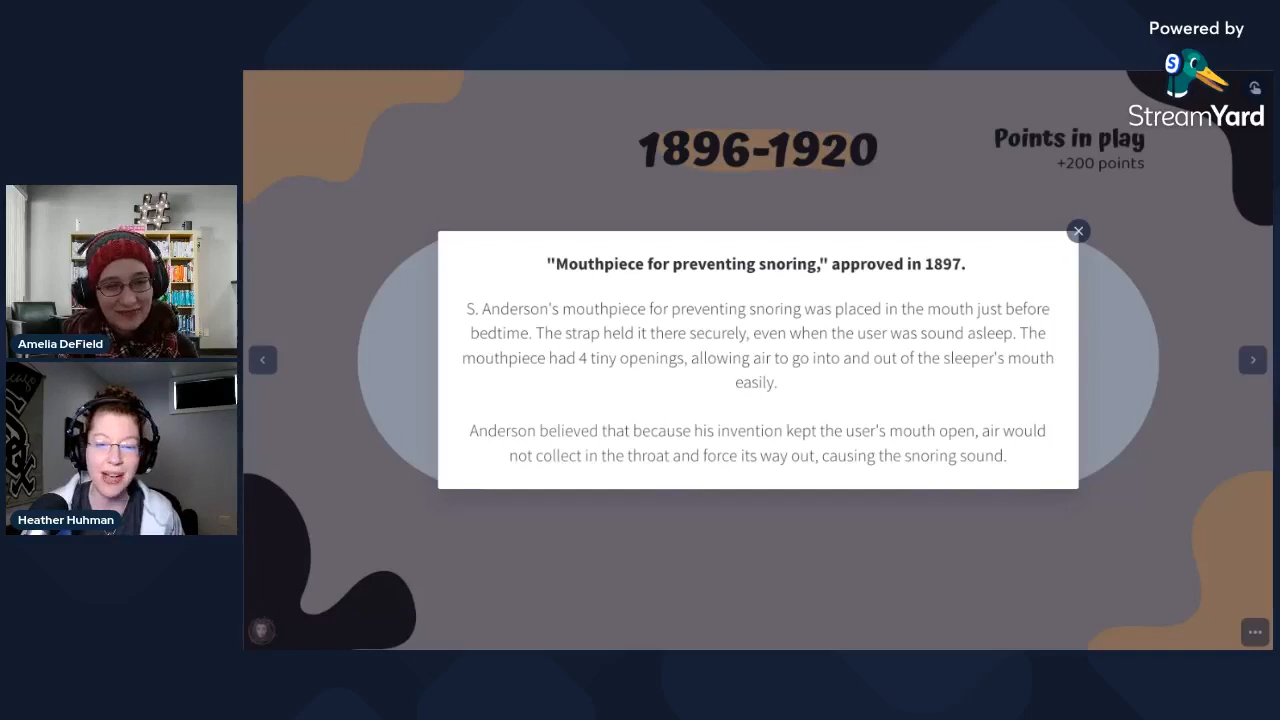 Powered by
S
StreamYard
1896-1920
Points in play
+200 points
"Mouthpiece for preventing snoring," approved in 1897.
S. Anderson's mouthpiece for preventing snoring was placed in the mouth just before
bedtime. The strap held it there securely, even when the user was sound asleep. The
mouthpiece had 4 tiny openings, allowing air to go into and out of the sleeper's mouth
easily.
Anderson believed that because his invention kept the user's mouth open, air would
not collect in the throat and force its way out, causing the snoring sound.
#
Amelia DeField
Heather Huhman